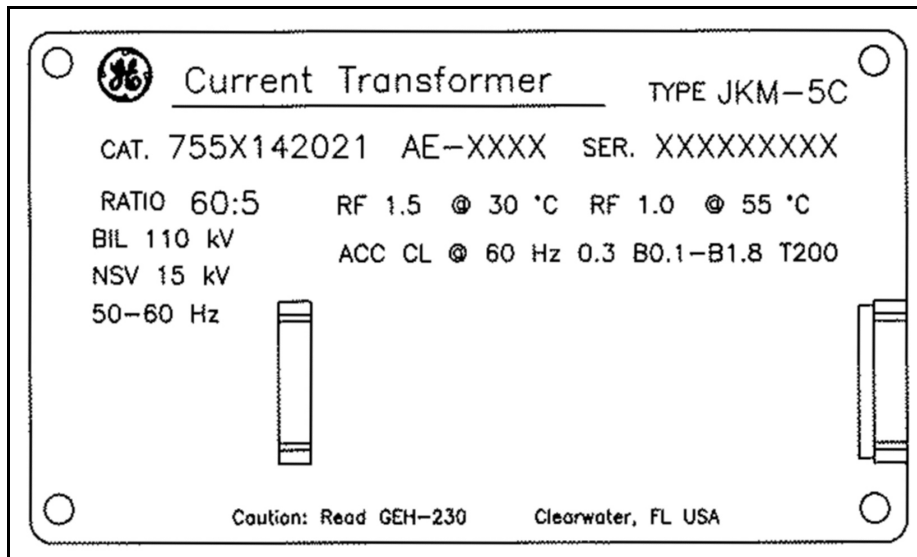 GE Current Transformer TYPE JKM-5C
CAT. 755X142021 AE-XXXX SER. XXXXXXXXX
RATIO 60:5 RF 1.5 @ 30 °C RF 1.0 @ 55 °C
BIL 110 kV
ACC CL @ 60 Hz 0.3 B0.1-B1.8 T200
NSV 15 kV
50-60 Hz
Caution: Read GEH-230 Clearwater, FL USA